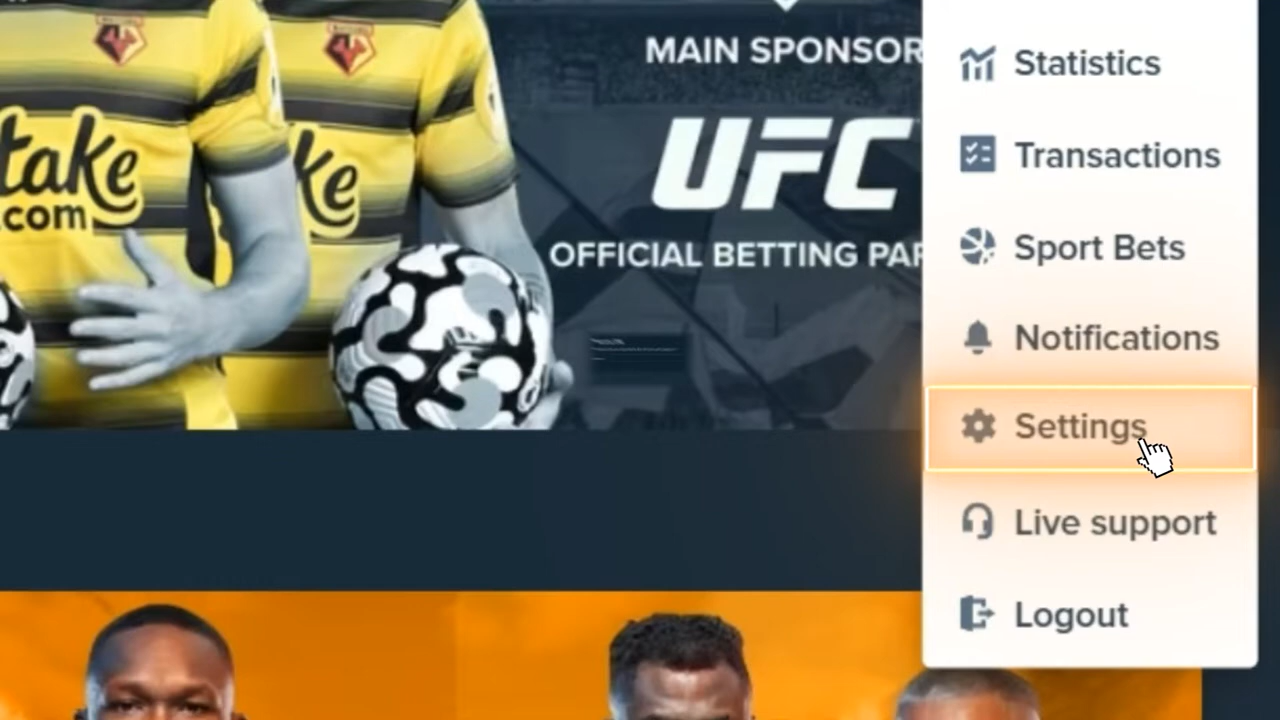 MAIN SPONSOR
UFC
OFFICIAL BETTING PAR
take
.com
ke
Statistics
Transactions
Sport Bets
Notifications
Settings
Live support
Logout